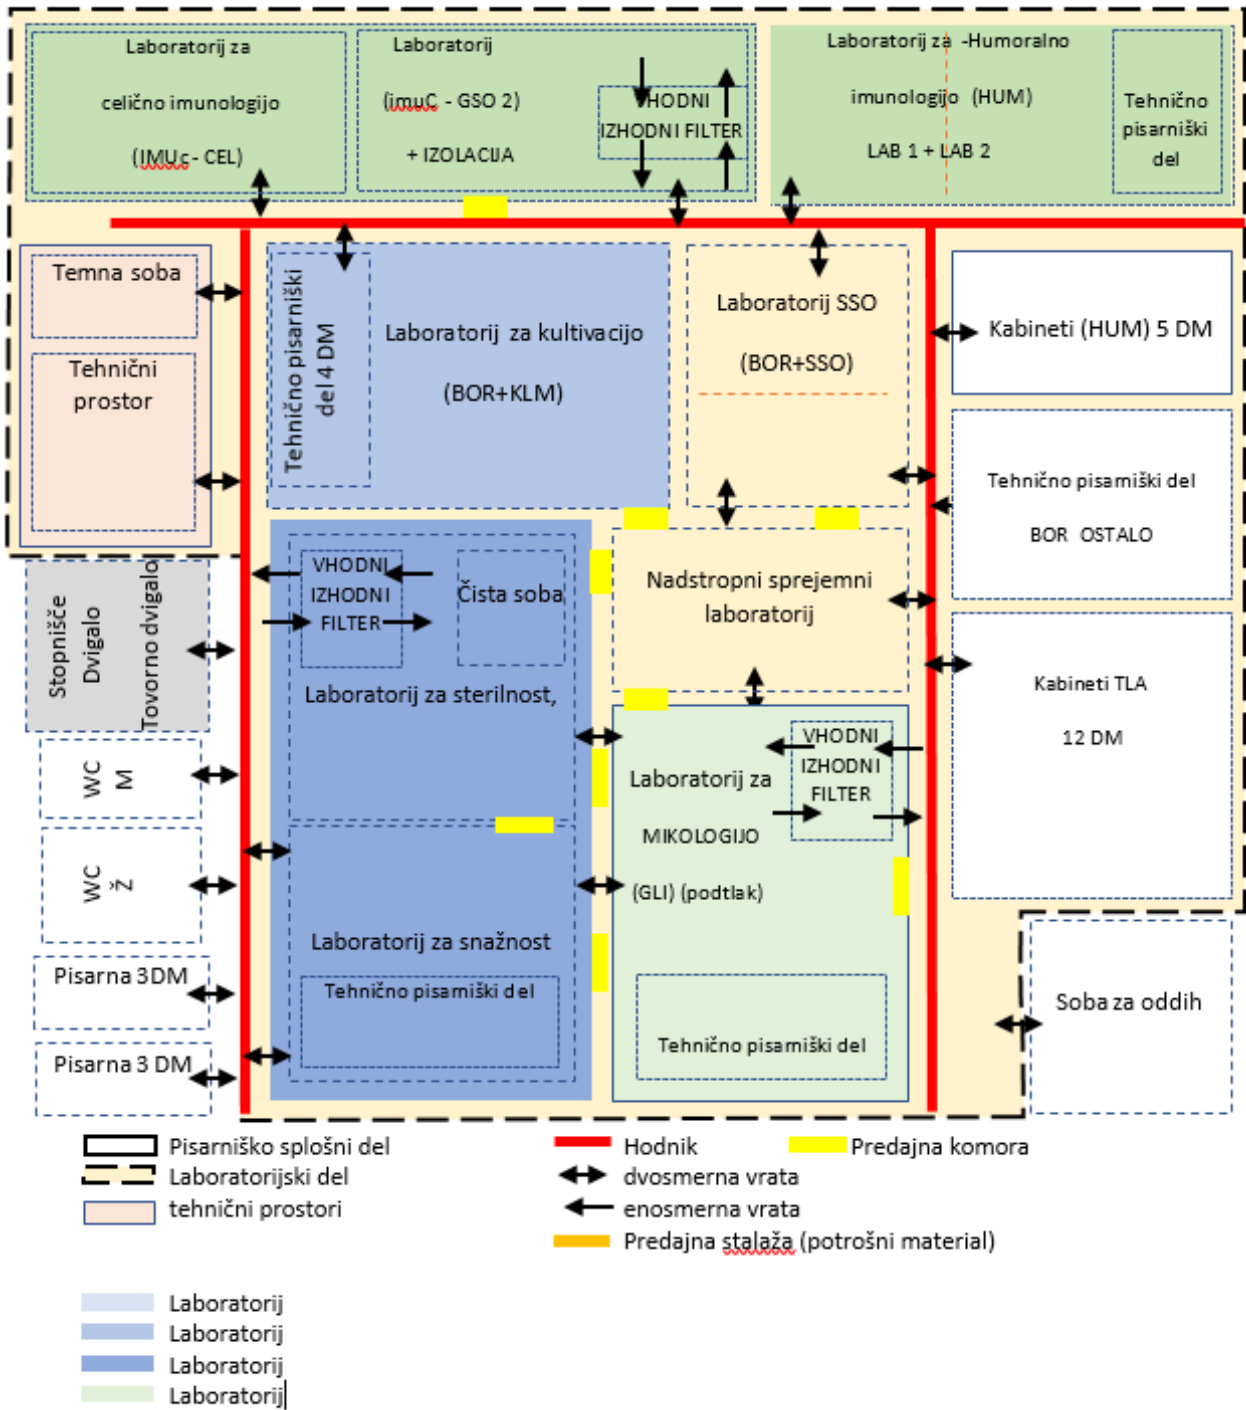 Laboratorij za
celično imunologijo
(IMUc - CEL)
Laboratorij
(imuC - GSO 2)
+ IZOLACIJA
VHODNI
IZHODNI FILTER
Laboratorij za -Humoralno
imunologijo (HUM)
LAB 1 + LAB 2
Tehnično
pisarniški
del
Temna soba
Tehnični
prostor
Tehnično pisarniški
del 4 DM
Laboratorij za kultivacijo
(BOR+KLM)
Laboratorij SSO
(BOR+SSO)
Kabineti (HUM) 5 DM
Tehnično pisarniški del
BOR OSTALO
Stopnišče
Dvigalo
Tovorno dvigalo
VHODNI
IZHODNI
FILTER
Čista soba
Laboratorij za sterilnost,
Nadstropni sprejemni
laboratorij
Kabineti TLA
12 DM
WC
M
WC
Ž
VHODNI
IZHODNI
FILTER
Laboratorij za
MIKOLOGIJO
(GLI) (podtlak)
Laboratorij za snažnost
Tehnično pisarniški del
Tehnično pisarniški del
Pisarna 3DM
Pisarna 3 DM
Soba za oddih
Pisarniško splošni del
Laboratorijski del
tehnični prostori
Hodnik
dvosmerna vrata
enosmerna vrata
Predajna stalaža (potrošni material)
Predajna komora
Laboratorij
Laboratorij
Laboratorij
Laboratorij